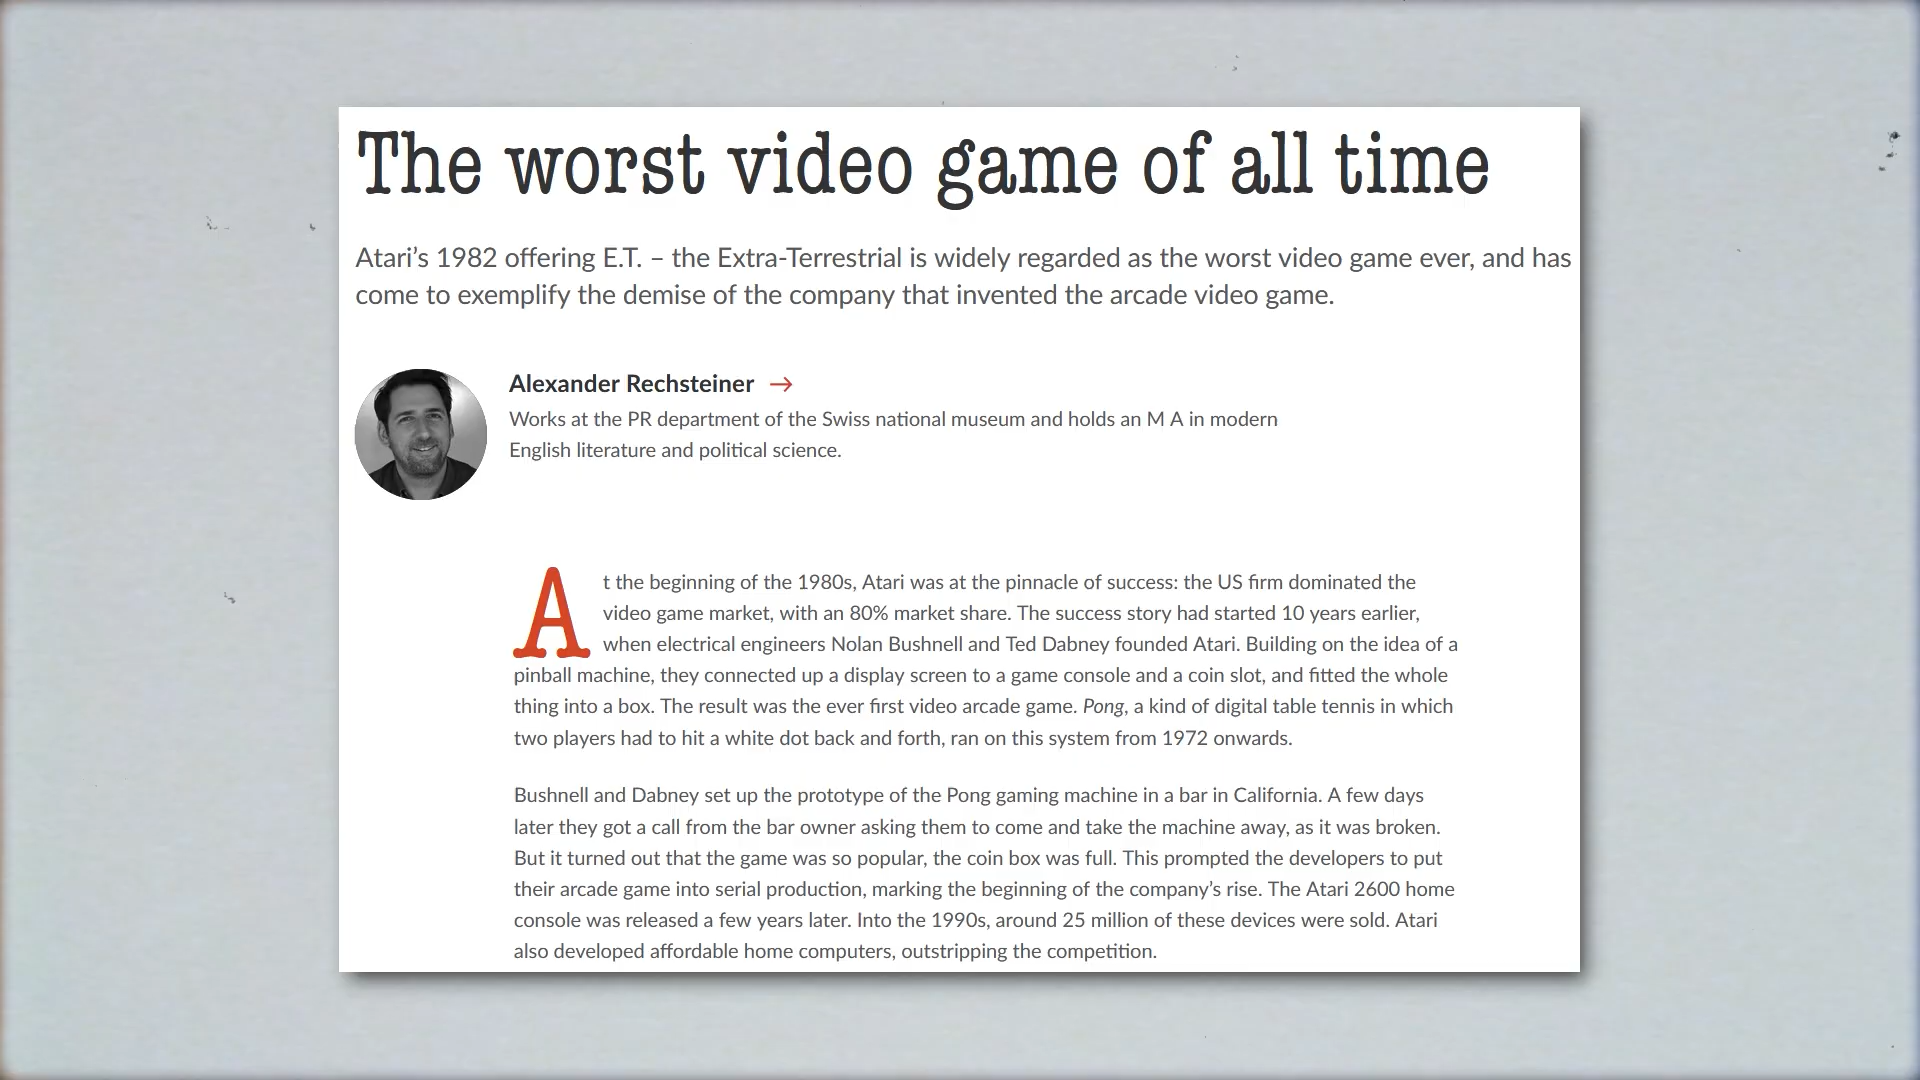 The worst video game of all time
Atari's 1982 offering E.T. – the Extra-Terrestrial is widely regarded as the worst video game ever, and has
come to exemplify the demise of the company that invented the arcade video game.
Alexander Rechsteiner →
Works at the PR department of the Swiss national museum and holds an M A in modern
English literature and political science.
At the beginning of the 1980s, Atari was at the pinnacle of success: the US firm dominated the
video game market, with an 80% market share. The success story had started 10 years earlier,
when electrical engineers Nolan Bushnell and Ted Dabney founded Atari. Building on the idea of a
pinball machine, they connected up a display screen to a game console and a coin slot, and fitted the whole
thing into a box. The result was the ever first video arcade game. Pong, a kind of digital table tennis in which
two players had to hit a white dot back and forth, ran on this system from 1972 onwards.
Bushnell and Dabney set up the prototype of the Pong gaming machine in a bar in California. A few days
later they got a call from the bar owner asking them to come and take the machine away, as it was broken.
But it turned out that the game was so popular, the coin box was full. This prompted the developers to put
their arcade game into serial production, marking the beginning of the company's rise. The Atari 2600 home
console was released a few years later. Into the 1990s, around 25 million of these devices were sold. Atari
also developed affordable home computers, outstripping the competition.